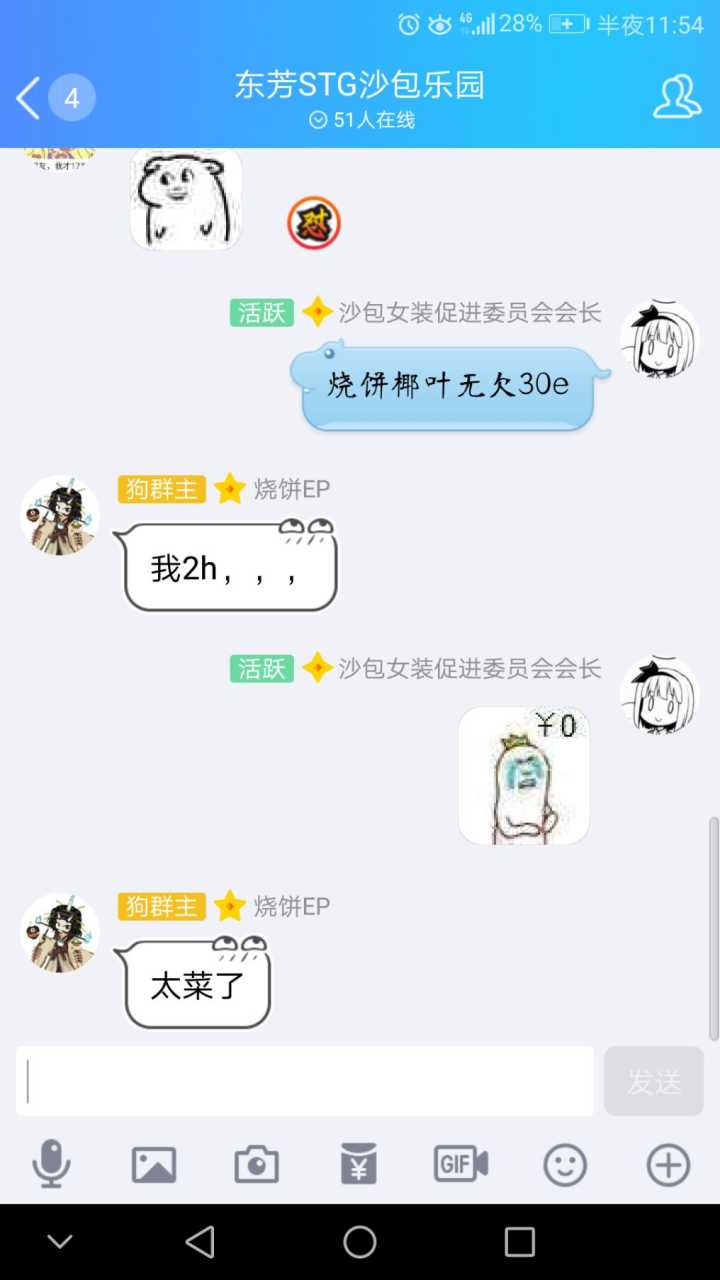 4G 28% 半夜11:54
4
东芳STG沙包乐园
51人在线
怼
活跃 沙包女装促进委员会会长
烧饼椰叶无欠30e
狗群主 烧饼EP
我2h，，，
活跃 沙包女装促进委员会会长
￥0
狗群主 烧饼EP
太菜了
发送
¥
GIF